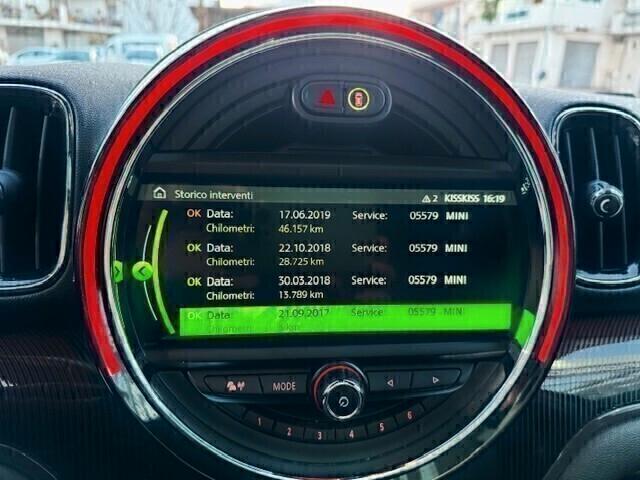 Storico interventi 2 KISSKISS 16:19
OK Data: 17.06.2019 Service: 05579 MINI
Chilometri: 46.157 km
OK Data: 22.10.2018 Service: 05579 MINI
Chilometri: 28.725 km
OK Data: 30.03.2018 Service: 05579 MINI
Chilometri: 13.789 km
OK Data: 21.09.2017 Service: 05579 MINI
Chilometri: km
MODE
1 2 3 4 5 6